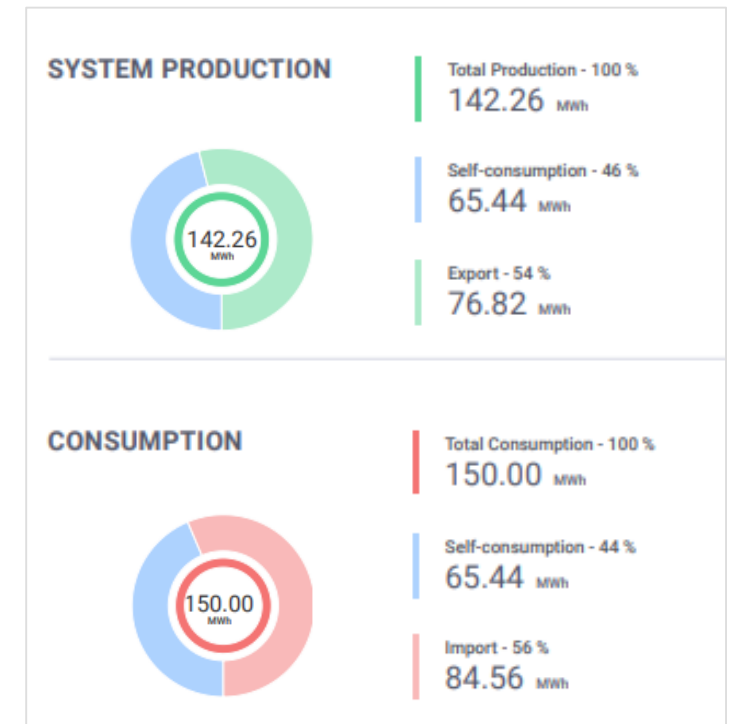 SYSTEM PRODUCTION
Total Production - 100 %
142.26 MWh
142.26
MWh
Self-consumption - 46 %
65.44 MWh
Export - 54 %
76.82 MWh
CONSUMPTION
Total Consumption - 100 %
150.00 MWh
150.00
MWh
Self-consumption - 44 %
65.44 MWh
Import - 56 %
84.56 MWh